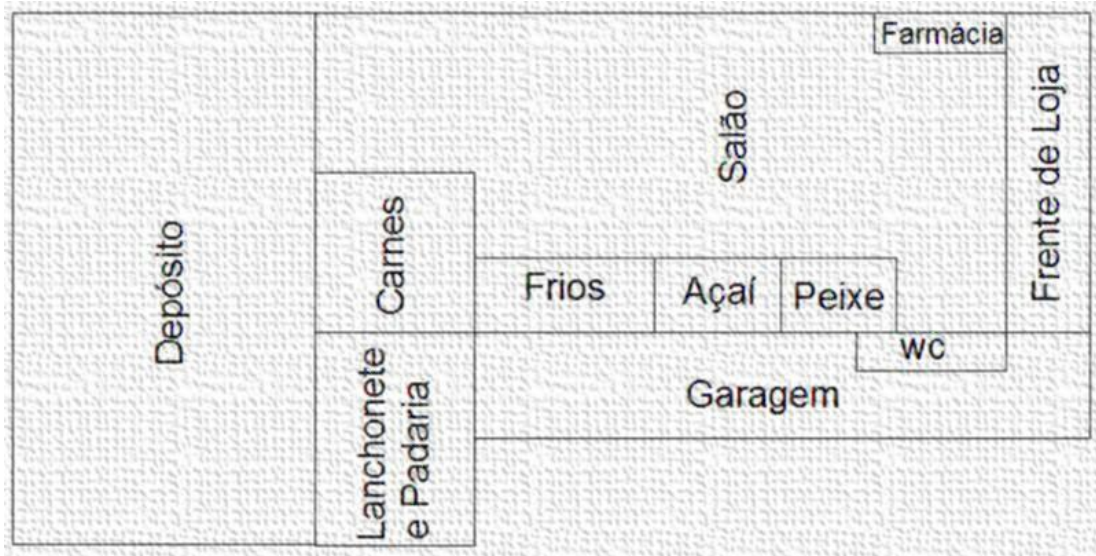 Farmácia
Salão
Frente de Loja
Depósito
Carnes
Frios
Açaí
Peixe
WC
Lanchonete
e Padaria
Garagem